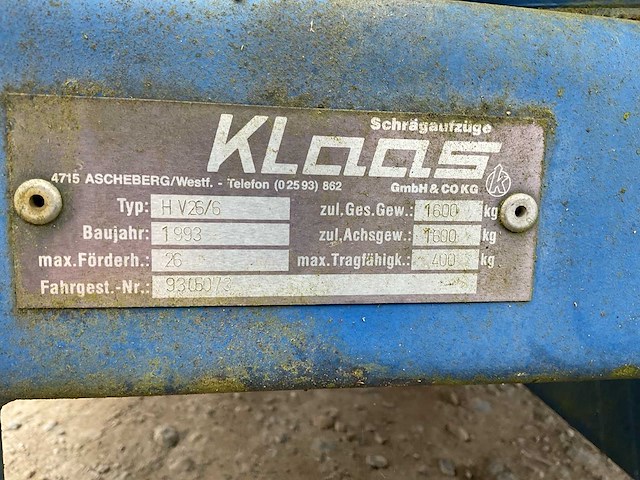 Schrägaufzüge
KLaas
4715 ASCHEBERG/Westf. - Telefon (02593) 862 GmbH & CO KG
Typ: H V26/6 zul.Ges.Gew.: 1600 kg
Baujahr: 1993 zul.Achsgew.: 1600 kg
max.Förderh.: 26 max.Tragfähigk.: 400 kg
Fahrgest.-Nr.: